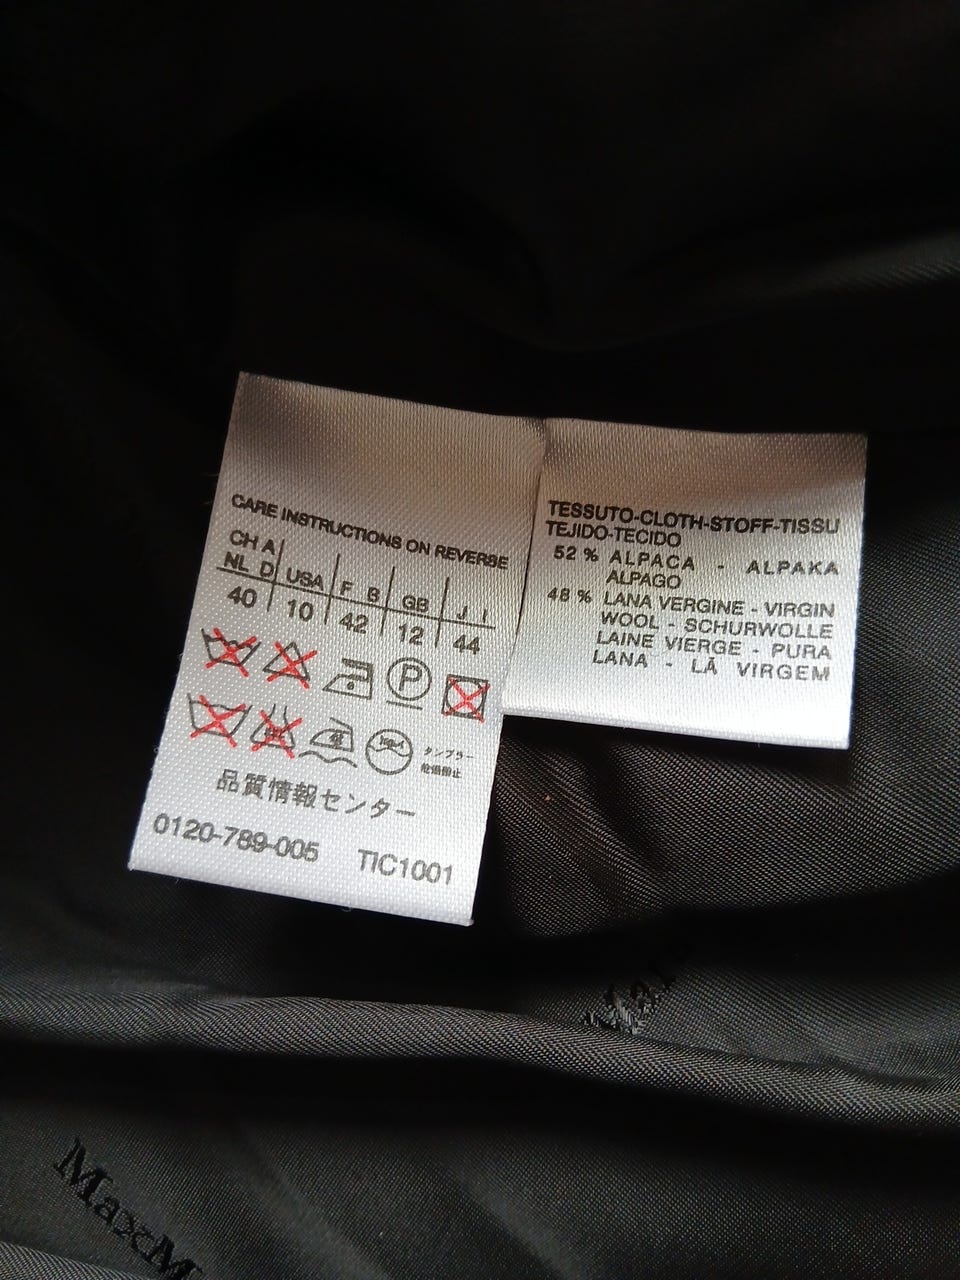 CARE INSTRUCTIONS ON REVERSE
CH A
NL D USA F B GB J I
40 10 42 12 44
P
タンブラー
乾燥禁止
品質情報センター
0120-789-005 TIC1001
TESSUTO-CLOTH-STOFF-TISSU
TEJIDO-TECIDO
52 % ALPACA - ALPAKA
ALPAGO
48 % LANA VERGINE - VIRGIN
WOOL - SCHURWOLLE
LAINE VIERGE - PURA
LANA - LÃ VIRGEM
MaxM